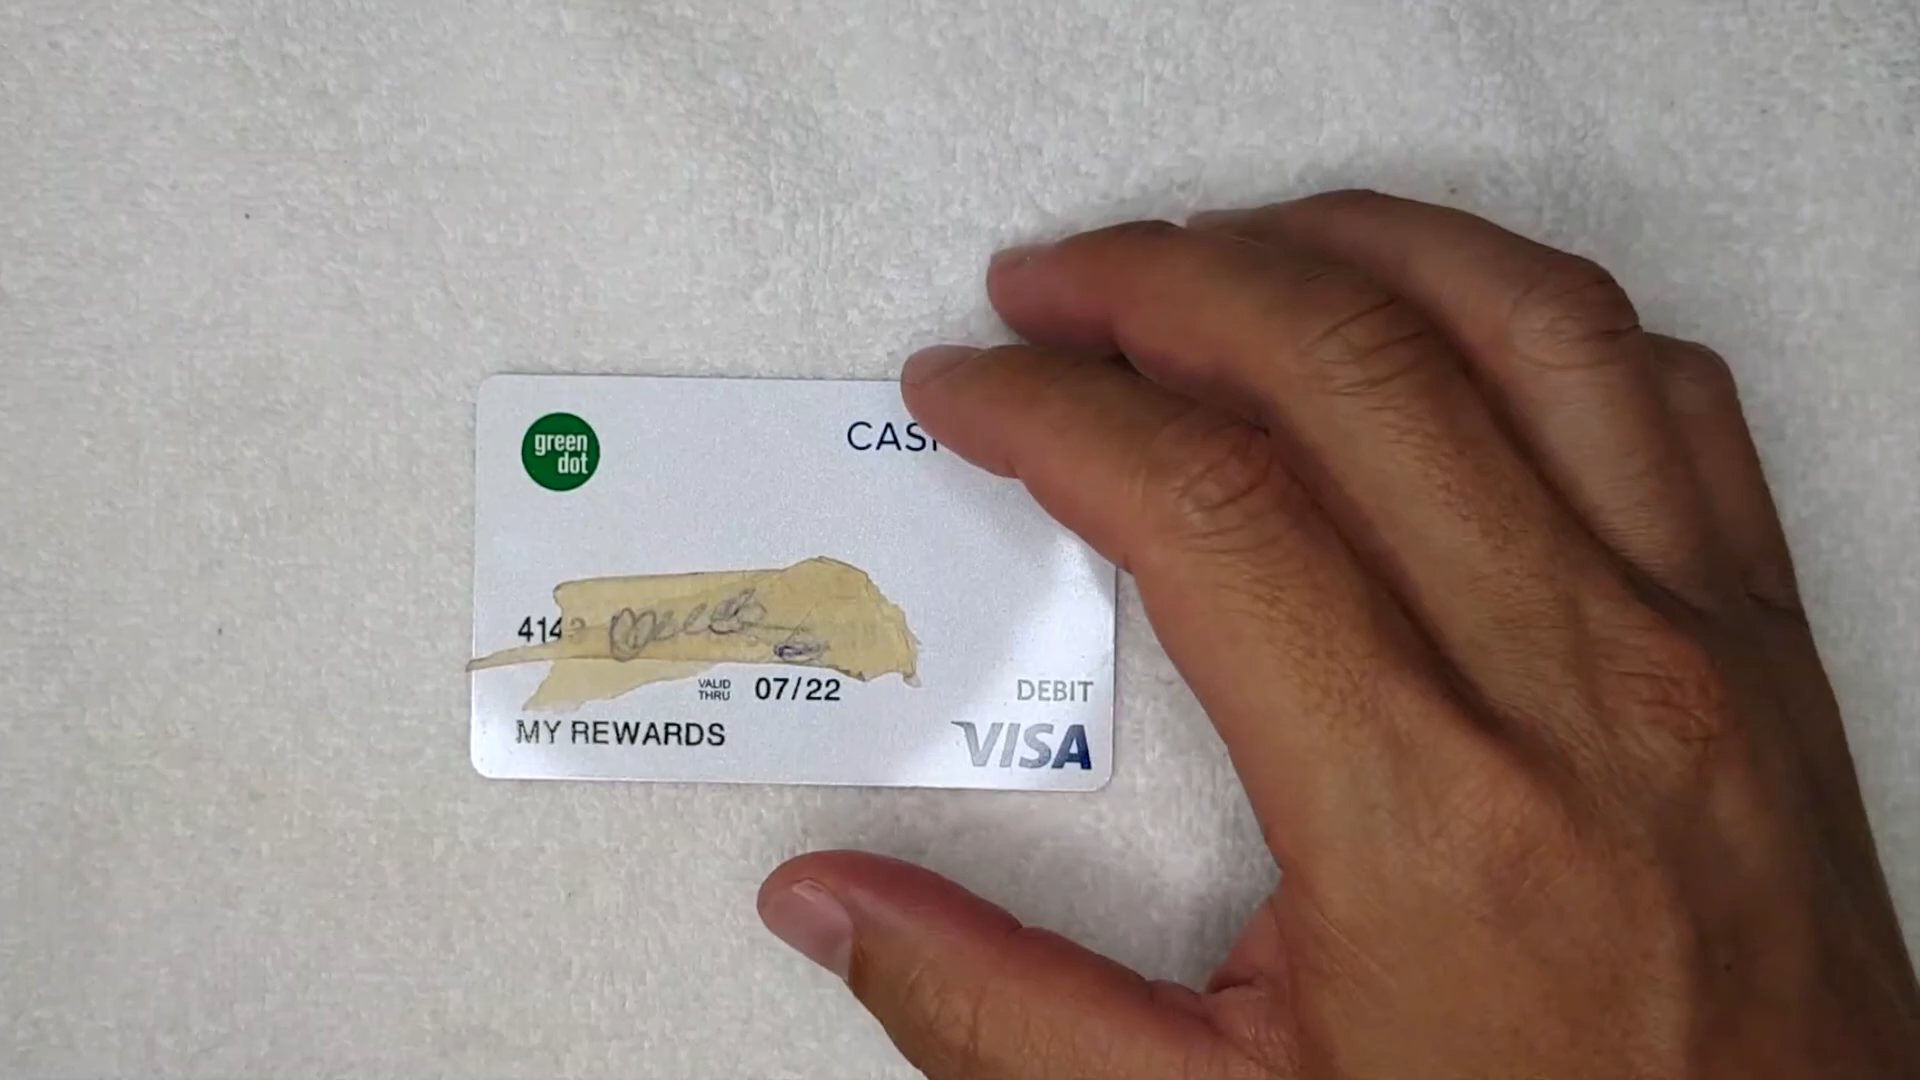 green
dot
CAS
414
VALID
THRU
07/22
DEBIT
MY REWARDS
VISA